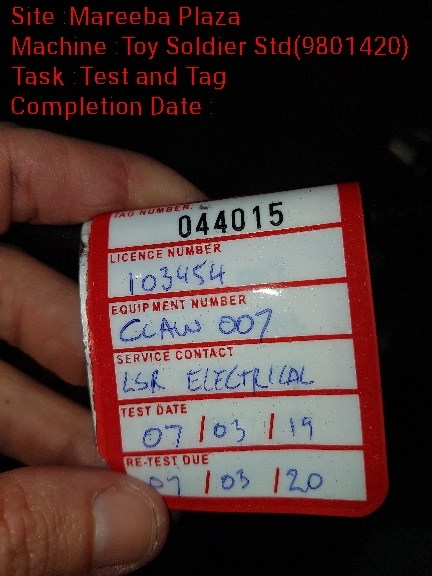 Site :Mareeba Plaza
Machine :Toy Soldier Std(9801420)
Task :Test and Tag
Completion Date :
TAG NUMBER:
044015
LICENCE NUMBER
103454
EQUIPMENT NUMBER
CLAW 007
SERVICE CONTACT
LSR ELECTRICAL
TEST DATE
07/03/19
RE-TEST DUE
07/03/20